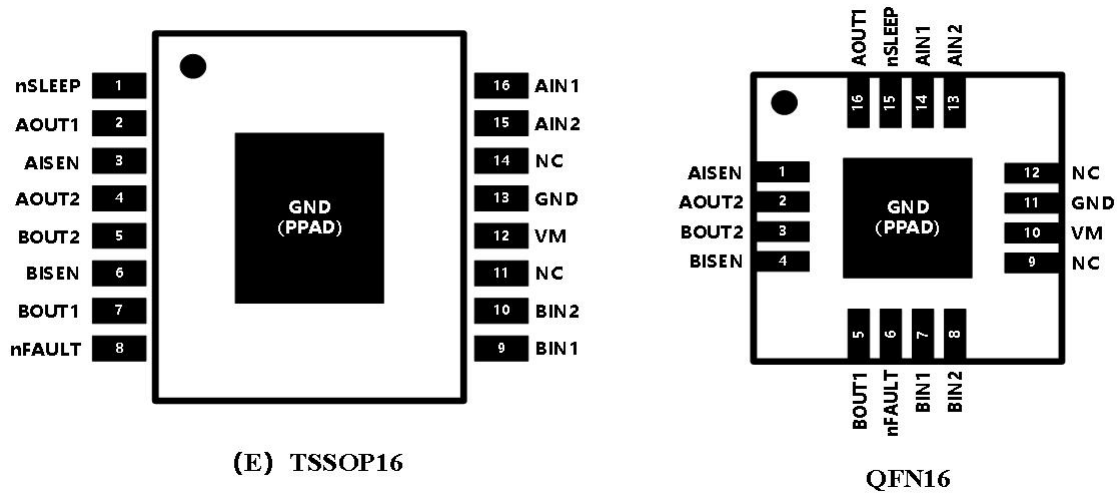 nSLEEP 1
AOUT1 2
AISEN 3
AOUT2 4
BOUT2 5
BISEN 6
BOUT1 7
nFAULT 8
GND
(PPAD)
16 AIN1
15 AIN2
14 NC
13 GND
12 VM
11 NC
10 BIN2
9 BIN1
(E) TSSOP16
AOUT1 16
nSLEEP 15
AIN1 14
AIN2 13
AISEN 1
AOUT2 2
BOUT2 3
BISEN 4
GND
(PPAD)
12 NC
11 GND
10 VM
9 NC
BOUT1 5
nFAULT 6
BIN1 7
BIN2 8
QFN16